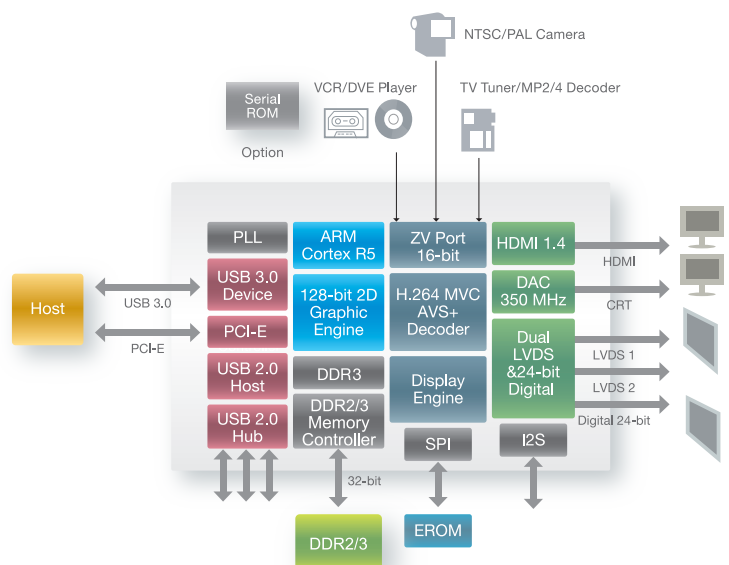 NTSC/PAL Camera
VCR/DVE Player
TV Tuner/MP2/4 Decoder
Serial
ROM
Option
PLL
ARM
Cortex R5
ZV Port
16-bit
HDMI 1.4
HDMI
USB 3.0
Device
128-bit 2D
Graphic
Engine
H.264 MVC
AVS+
Decoder
DAC
350 MHz
CRT
Host
USB 3.0
PCI-E
PCI-E
Dual
LVDS
&24-bit
Digital
LVDS 1
LVDS 2
Digital 24-bit
USB 2.0
Host
DDR3
Display
Engine
USB 2.0
Hub
DDR2/3
Memory
Controller
SPI
I2S
32-bit
DDR2/3
EROM